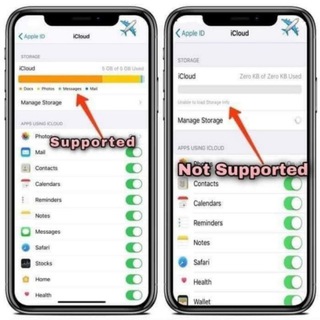 Apple ID
iCloud
STORAGE
iCloud
5 GB of 5 GB Used
Docs
Photos
Messages
Mail
Manage Storage
APPS USING ICLOUD
Photos
Supported
Mail
Contacts
Calendars
Reminders
Notes
Messages
Safari
Stocks
Home
Health
Apple ID
iCloud
STORAGE
iCloud
Zero KB of Zero KB Used
Unable to load Storage Info
Manage Storage
APPS USING ICLOUD
Not Supported
Contacts
Calendars
Reminders
Notes
Safari
Health
Wallet